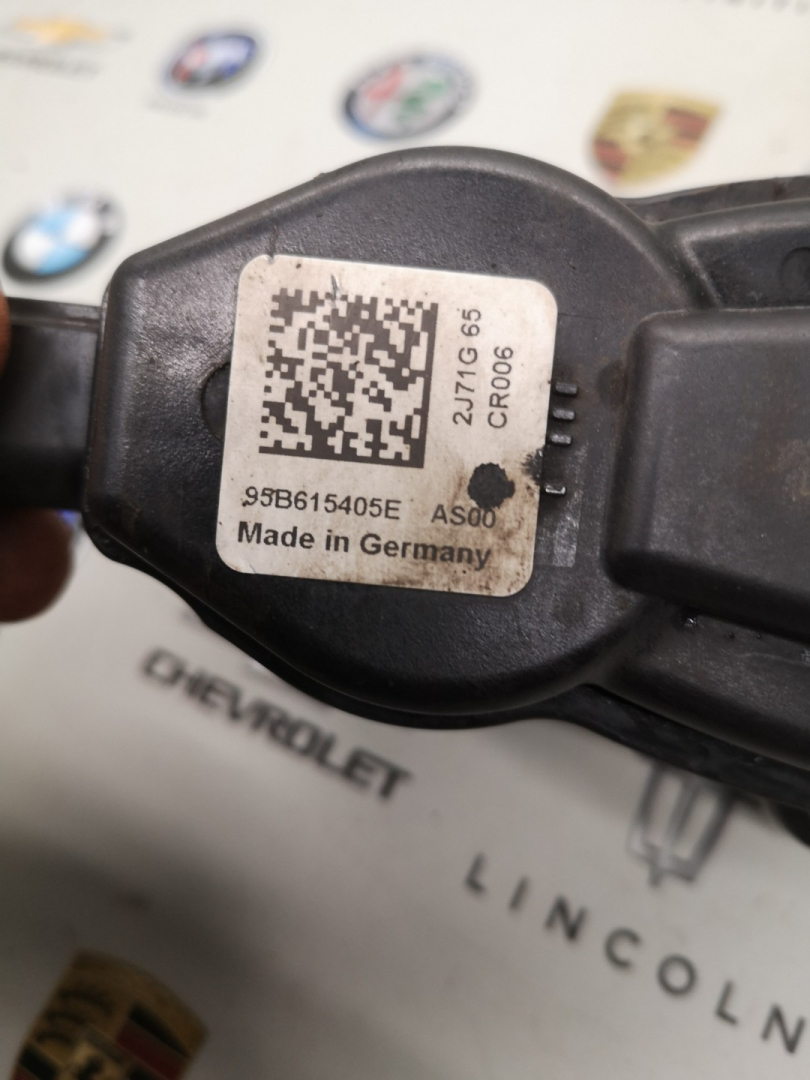 2J71G 65
CR006
95B615405E AS00
Made in Germany
CHEVROLET
LINCOLN